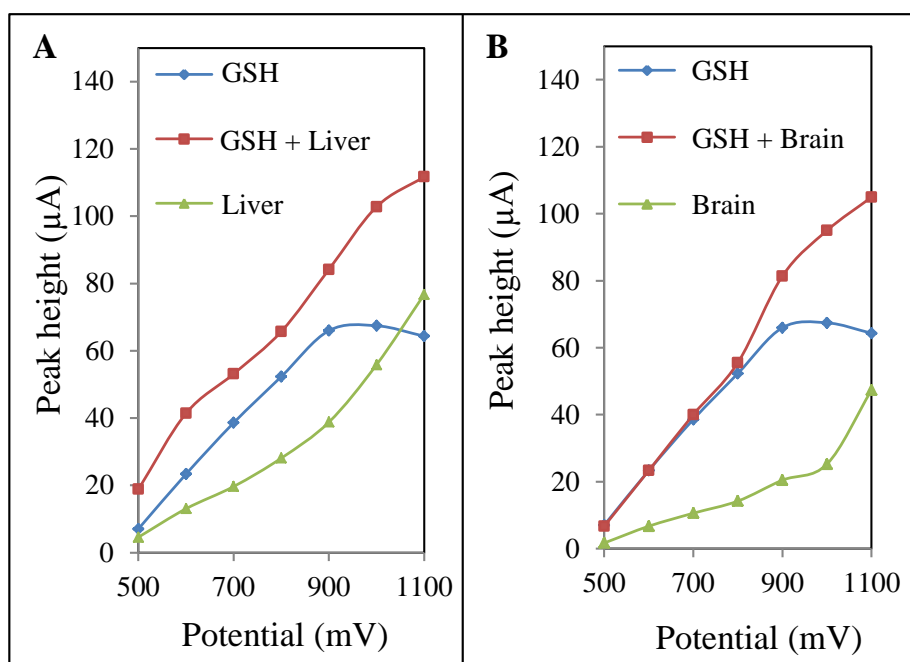 A
GSH
GSH + Liver
Liver
Peak height (µA)
140
120
100
80
60
40
20
0
500 700 900 1100
Potential (mV)
B
GSH
GSH + Brain
Brain
Peak height (µA)
140
120
100
80
60
40
20
0
500 700 900 1100
Potential (mV)